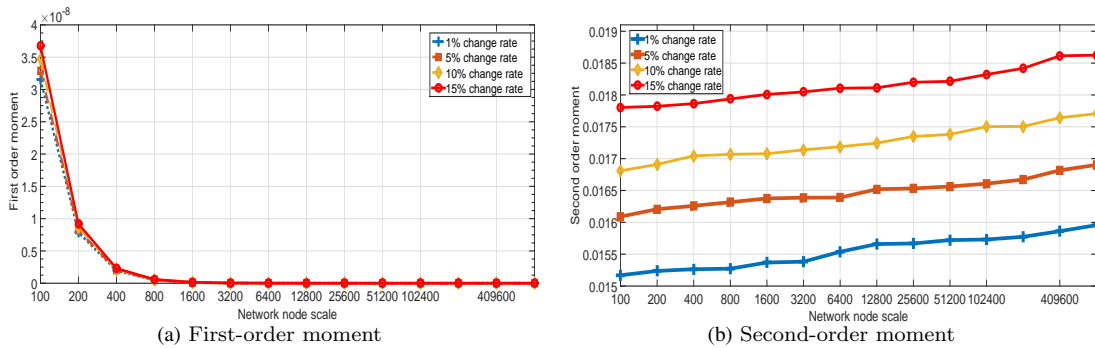 ×10⁻⁸
4
3.5
3
2.5
2
1.5
1
0.5
0
First-order moment
1% change rate
5% change rate
10% change rate
15% change rate
100 200 400 800 1600 3200 6400 12800 25600 51200 102400 409600
Network node scale
(a) First-order moment
0.019
0.0185
0.018
0.0175
0.017
0.0165
0.016
0.0155
0.015
Second-order moment
1% change rate
5% change rate
10% change rate
15% change rate
100 200 400 800 1600 3200 6400 12800 25600 51200 102400 409600
Network node scale
(b) Second-order moment